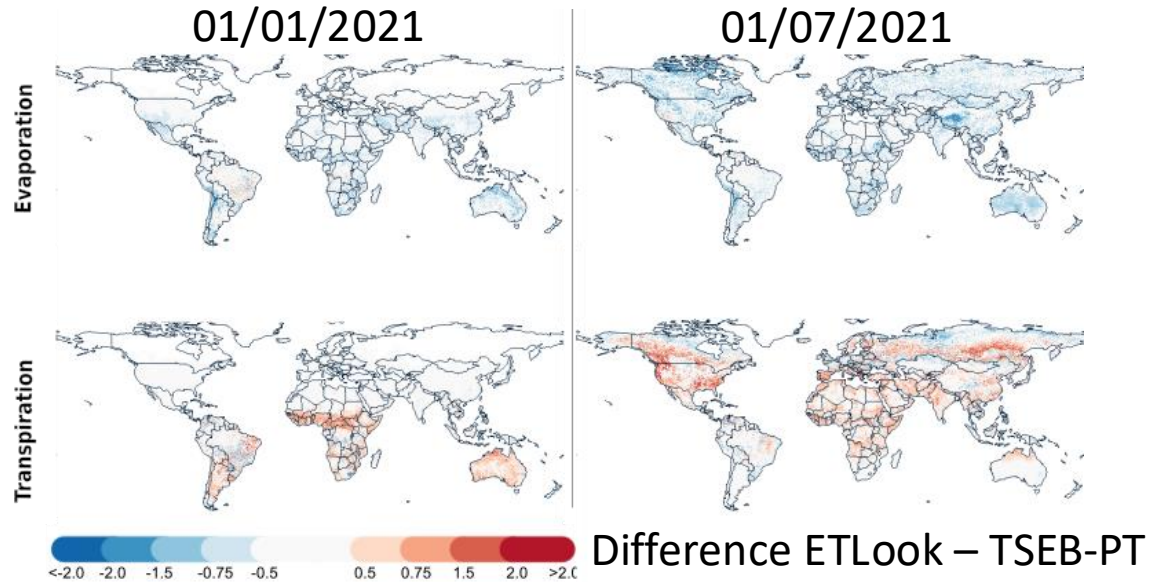 01/01/2021
01/07/2021
Evaporation
Transpiration
<-2.0 -2.0 -1.5 -0.75 -0.5 0.5 0.75 1.5 2.0 >2.0
Difference ETLook – TSEB-PT